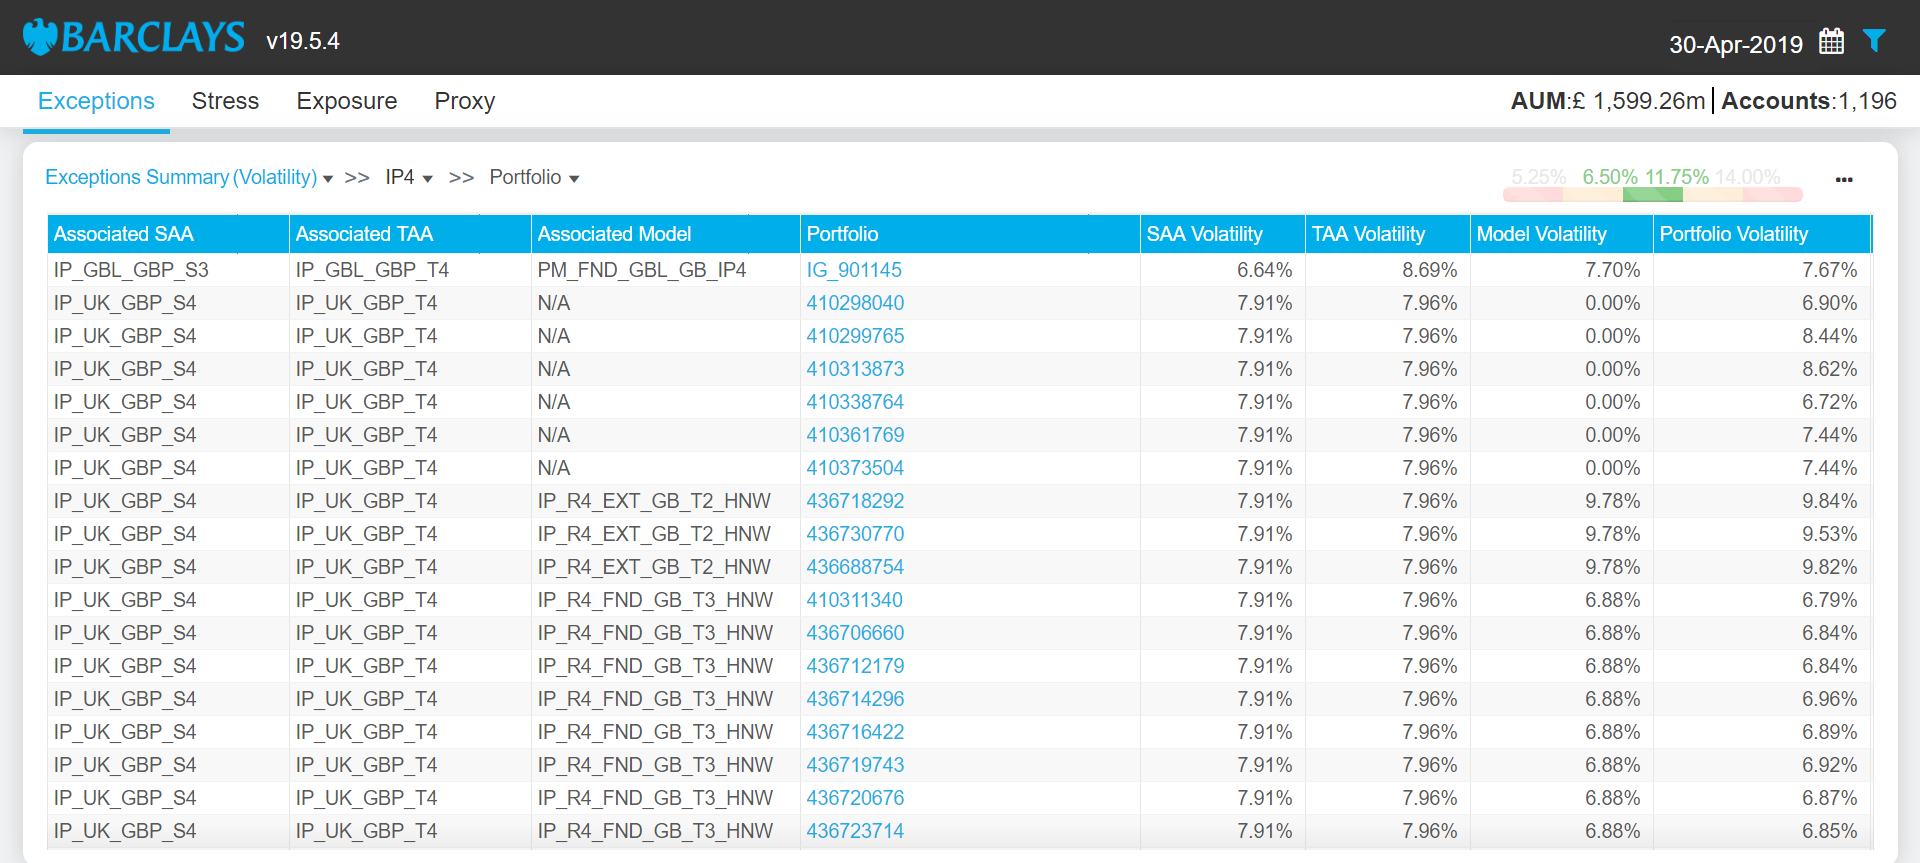 BARCLAYS v19.5.4 30-Apr-2019
Exceptions Stress Exposure Proxy AUM:£ 1,599.26m Accounts:1,196
Exceptions Summary (Volatility) >> IP4 >> Portfolio 5.25% 6.50% 11.75% 14.00% ...
Associated SAA Associated TAA Associated Model Portfolio SAA Volatility TAA Volatility Model Volatility Portfolio Volatility
IP_GBL_GBP_S3 IP_GBL_GBP_T4 PM_FND_GBL_GB_IP4 IG_901145 6.64% 8.69% 7.70% 7.67%
IP_UK_GBP_S4 IP_UK_GBP_T4 N/A 410298040 7.91% 7.96% 0.00% 6.90%
IP_UK_GBP_S4 IP_UK_GBP_T4 N/A 410299765 7.91% 7.96% 0.00% 8.44%
IP_UK_GBP_S4 IP_UK_GBP_T4 N/A 410313873 7.91% 7.96% 0.00% 8.62%
IP_UK_GBP_S4 IP_UK_GBP_T4 N/A 410338764 7.91% 7.96% 0.00% 6.72%
IP_UK_GBP_S4 IP_UK_GBP_T4 N/A 410361769 7.91% 7.96% 0.00% 7.44%
IP_UK_GBP_S4 IP_UK_GBP_T4 N/A 410373504 7.91% 7.96% 0.00% 7.44%
IP_UK_GBP_S4 IP_UK_GBP_T4 IP_R4_EXT_GB_T2_HNW 436718292 7.91% 7.96% 9.78% 9.84%
IP_UK_GBP_S4 IP_UK_GBP_T4 IP_R4_EXT_GB_T2_HNW 436730770 7.91% 7.96% 9.78% 9.53%
IP_UK_GBP_S4 IP_UK_GBP_T4 IP_R4_EXT_GB_T2_HNW 436688754 7.91% 7.96% 9.78% 9.82%
IP_UK_GBP_S4 IP_UK_GBP_T4 IP_R4_FND_GB_T3_HNW 410311340 7.91% 7.96% 6.88% 6.79%
IP_UK_GBP_S4 IP_UK_GBP_T4 IP_R4_FND_GB_T3_HNW 436706660 7.91% 7.96% 6.88% 6.84%
IP_UK_GBP_S4 IP_UK_GBP_T4 IP_R4_FND_GB_T3_HNW 436712179 7.91% 7.96% 6.88% 6.84%
IP_UK_GBP_S4 IP_UK_GBP_T4 IP_R4_FND_GB_T3_HNW 436714296 7.91% 7.96% 6.88% 6.96%
IP_UK_GBP_S4 IP_UK_GBP_T4 IP_R4_FND_GB_T3_HNW 436716422 7.91% 7.96% 6.88% 6.89%
IP_UK_GBP_S4 IP_UK_GBP_T4 IP_R4_FND_GB_T3_HNW 436719743 7.91% 7.96% 6.88% 6.92%
IP_UK_GBP_S4 IP_UK_GBP_T4 IP_R4_FND_GB_T3_HNW 436720676 7.91% 7.96% 6.88% 6.87%
IP_UK_GBP_S4 IP_UK_GBP_T4 IP_R4_FND_GB_T3_HNW 436723714 7.91% 7.96% 6.88% 6.85%